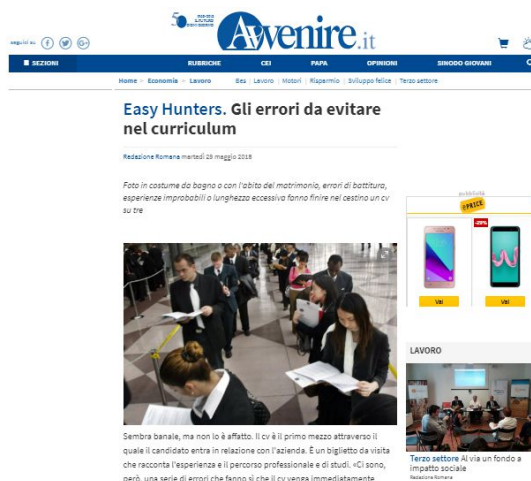 seguici su
Avvenire.it
SEZIONI RUBRICHE CEI PAPA OPINIONI SINODO GIOVANI
Home Economia Lavoro Bes Lavoro Motori Risparmio Sviluppo felice Terzo settore
Easy Hunters. Gli errori da evitare
nel curriculum
Redazione Romana martedì 29 maggio 2018
Foto in costume da bagno o con l'abito del matrimonio, errori di battitura,
esperienze improbabili o lunghezza eccessiva fanno finire nel cestino un cv
su tre
pubblicità
ePRICE
-29%
Vai Vai
LAVORO
Sembra banale, ma non lo è affatto. Il cv è il primo mezzo attraverso il
quale il candidato entra in relazione con l'azienda. È un biglietto da visita
che racconta l'esperienza e il percorso professionale e di studi. «Ci sono,
però, una serie di errori che fanno sì che il cv venga immediatamente
Terzo settore Al via un fondo a
impatto sociale
Redazione Romana